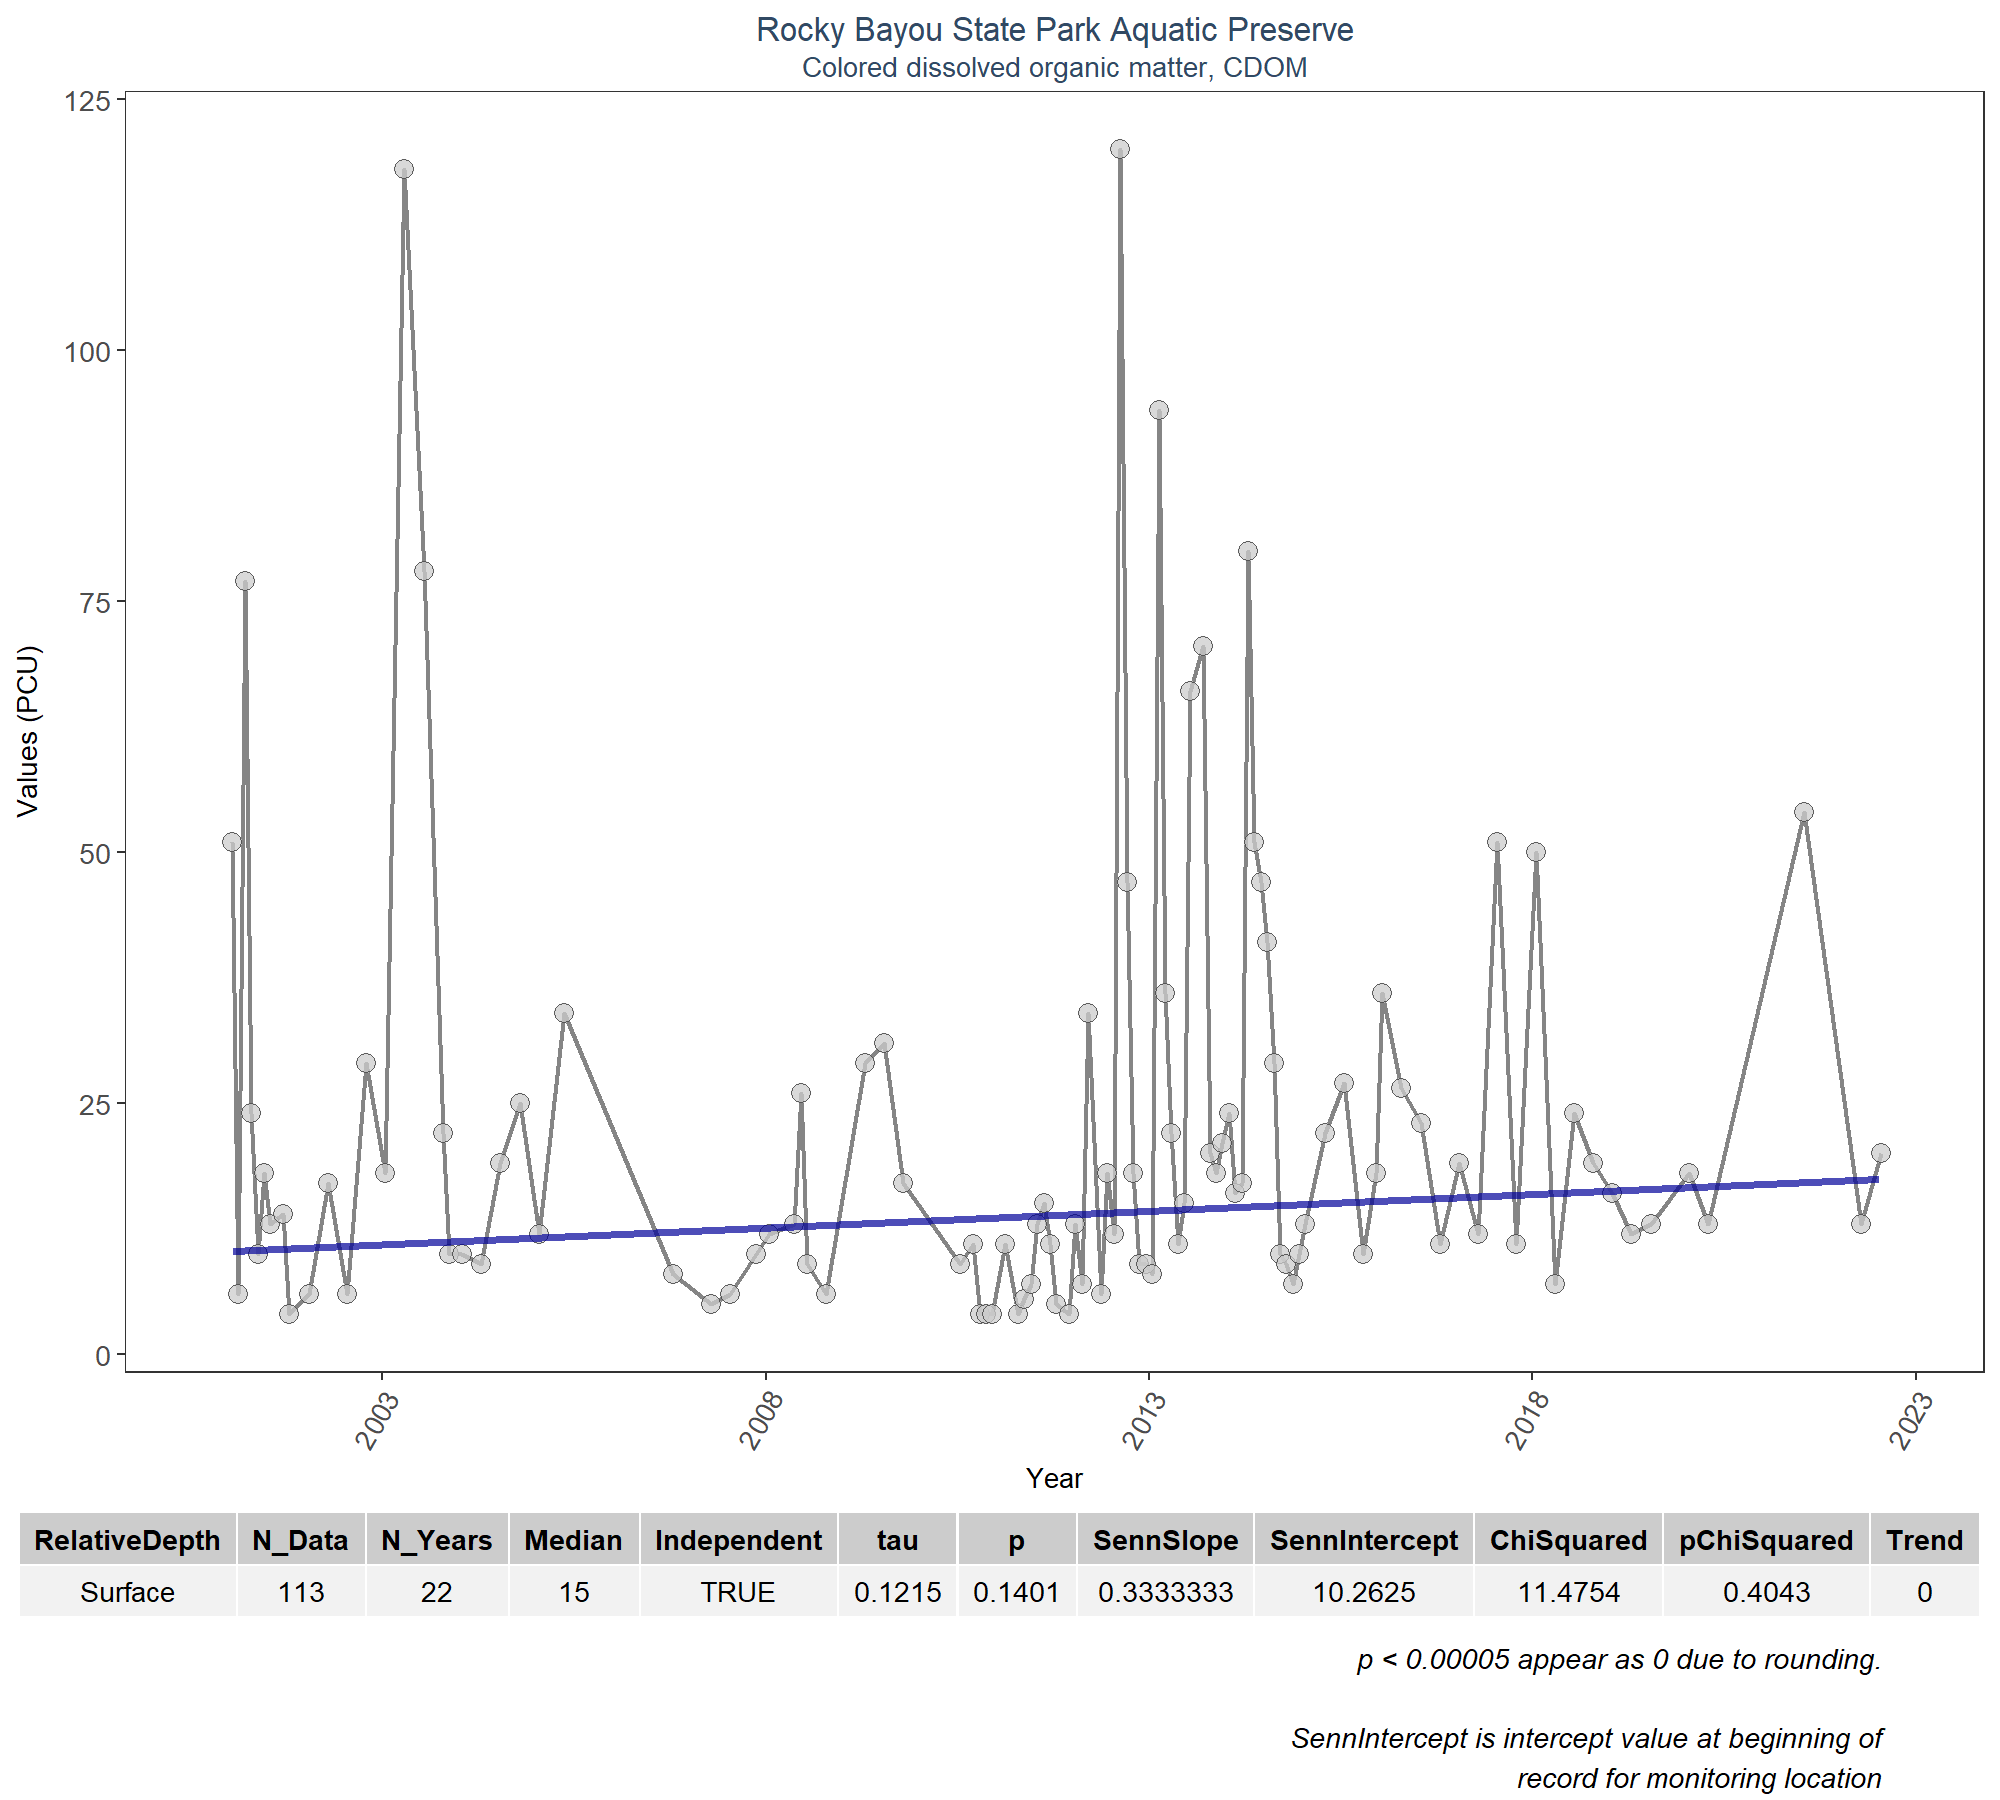 Rocky Bayou State Park Aquatic Preserve
Colored dissolved organic matter, CDOM
125
100
75
50
25
0
Values (PCU)
2003 2008 2013 2018 2023
Year
RelativeDepth N_Data N_Years Median Independent tau p SennSlope SennIntercept ChiSquared pChiSquared Trend
Surface 113 22 15 TRUE 0.1215 0.1401 0.3333333 10.2625 11.4754 0.4043 0
p < 0.00005 appear as 0 due to rounding.
SennIntercept is intercept value at beginning of
record for monitoring location